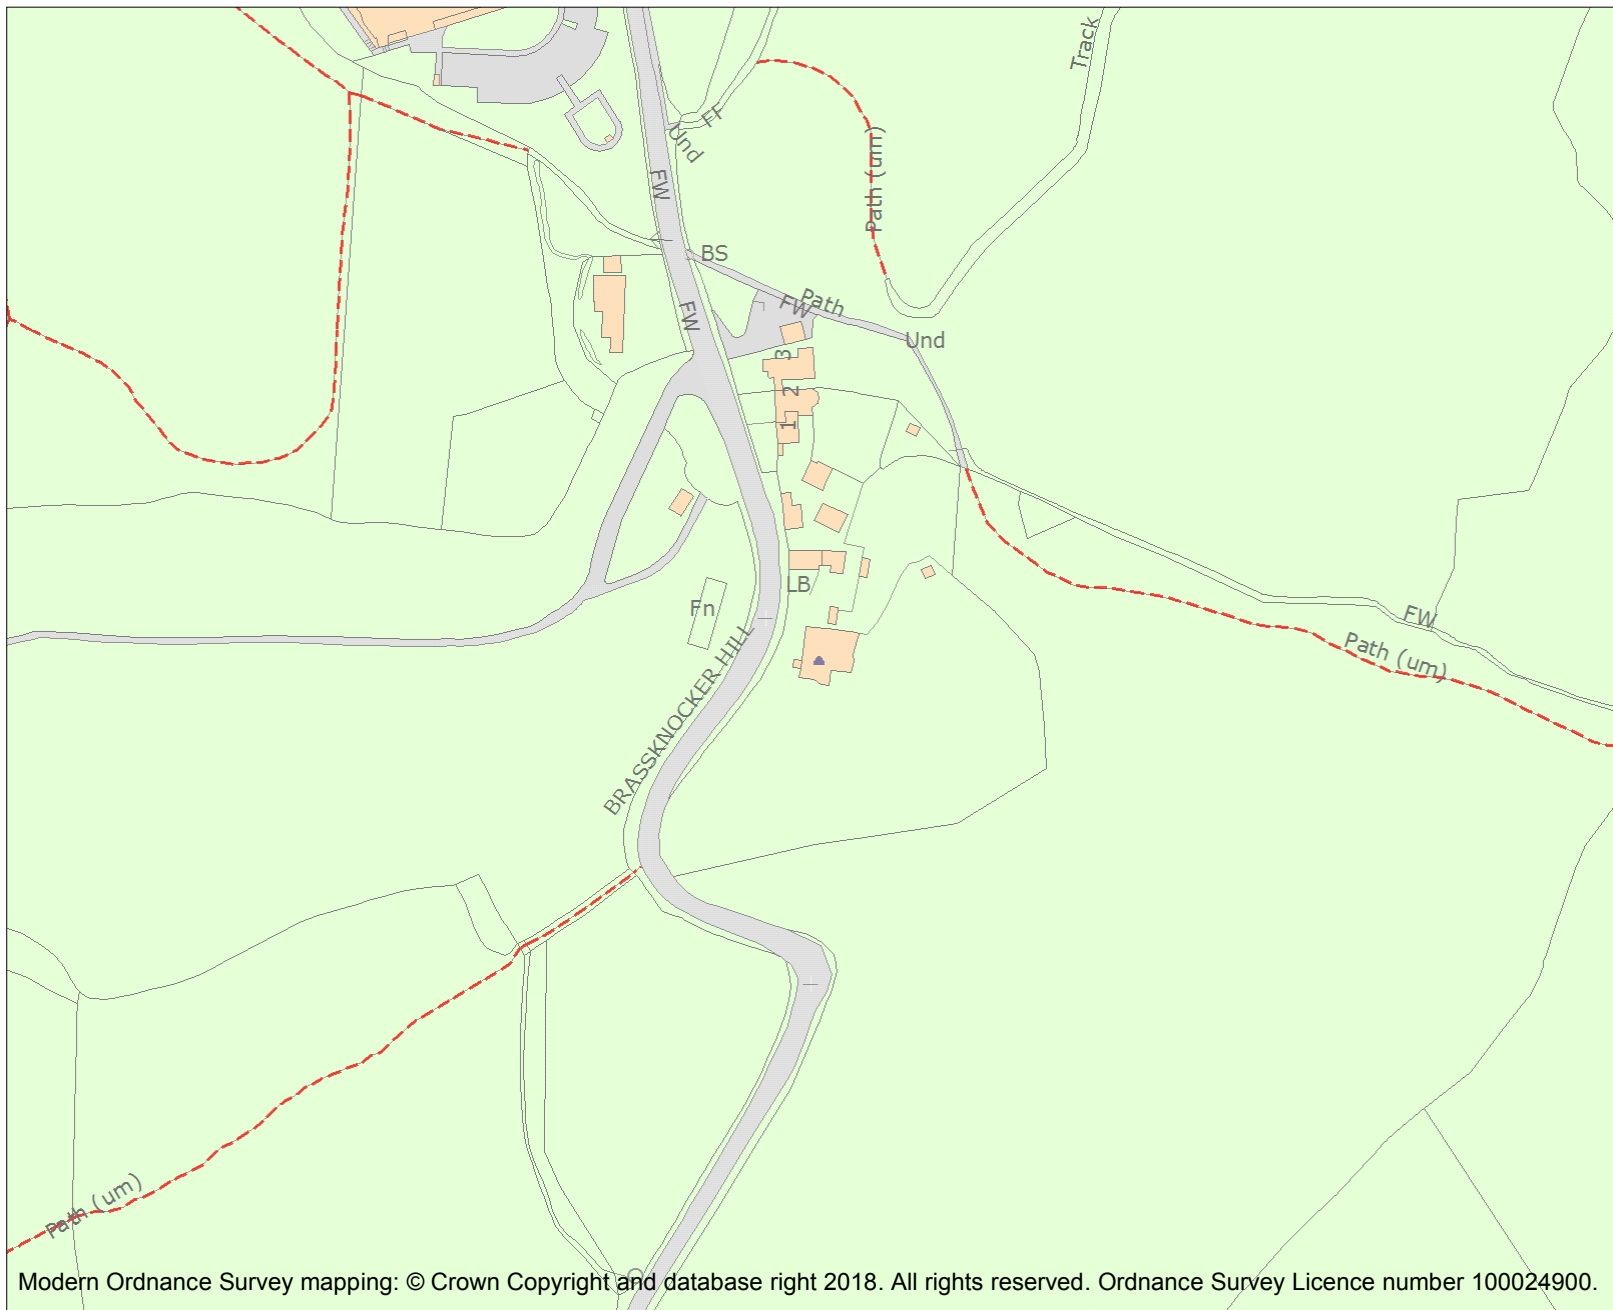 Track
FF
Und
Path (um)
FW
BS
Path
FW
FW
Und
3
2
1
LB
Fn
FW
Path (um)
BRASSKNOCKER HILL
Path (um)
Modern Ordnance Survey mapping: © Crown Copyright and database right 2018. All rights reserved. Ordnance Survey Licence number 100024900.